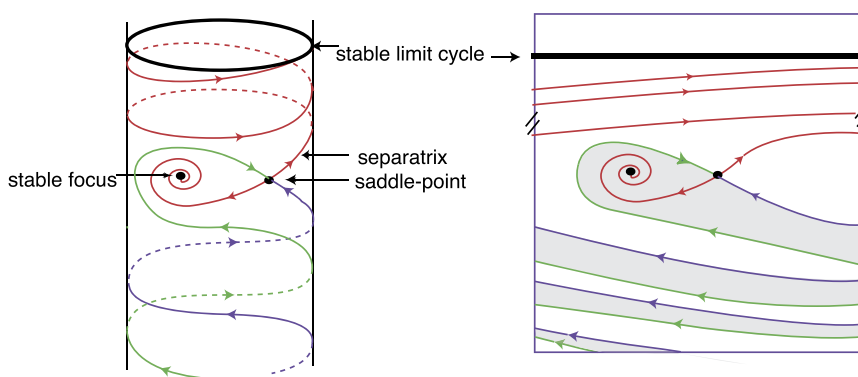 stable limit cycle
separatrix
stable focus
saddle-point